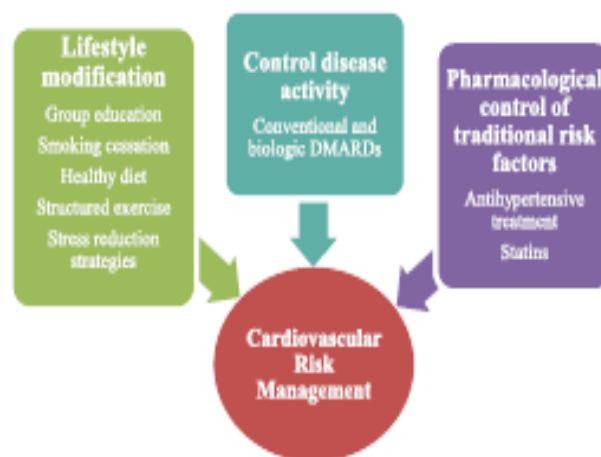 Lifestyle
modification
Group education
Smoking cessation
Healthy diet
Structured exercise
Stress reduction
strategies
Control disease
activity
Conventional and
biologic DMARDs
Pharmacological
control of
traditional risk
factors
Antihypertensive
treatment
Statins
Cardiovascular
Risk
Management